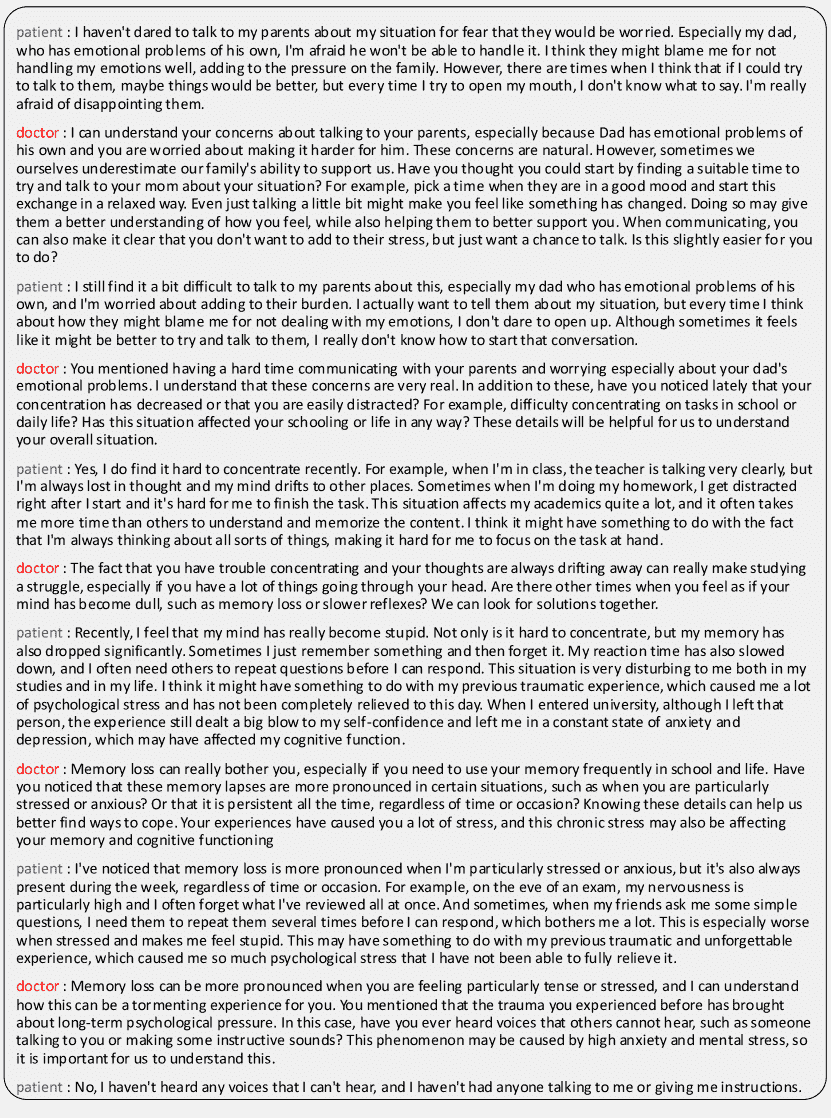 patient : I haven't dared to talk to my parents about my situation for fear that they would be worried. Especially my dad,
who has emotional problems of his own, I'm afraid he won't be able to handle it. I think they might blame me for not
handling my emotions well, adding to the pressure on the family. However, there are times when I think that if I could try
to talk to them, maybe things would be better, but every time I try to open my mouth, I don't know what to say. I'm really
afraid of disappointing them.
doctor : I can understand your concerns about talking to your parents, especially because Dad has emotional problems of
his own and you are worried about making it harder for him. These concerns are natural. However, sometimes we
ourselves underestimate our family's ability to support us. Have you thought you could start by finding a suitable time to
try and talk to your mom about your situation? For example, pick a time when they are in a good mood and start this
exchange in a relaxed way. Even just talking a little bit might make you feel like something has changed. Doing so may give
them a better understanding of how you feel, while also helping them to better support you. When communicating, you
can also make it clear that you don't want to add to their stress, but just want a chance to talk. Is this slightly easier for you
to do?
patient : I still find it a bit difficult to talk to my parents about this, especially my dad who has emotional problems of his
own, and I'm worried about adding to their burden. I actually want to tell them about my situation, but every time I think
about how they might blame me for not dealing with my emotions, I don't dare to open up. Although sometimes it feels
like it might be better to try and talk to them, I really don't know how to start that conversation.
doctor : You mentioned having a hard time communicating with your parents and worrying especially about your dad's
emotional problems. I understand that these concerns are very real. In addition to these, have you noticed lately that your
concentration has decreased or that you are easily distracted? For example, difficulty concentrating on tasks in school or
daily life? Has this situation affected your schooling or life in any way? These details will be helpful for us to understand
your overall situation.
patient : Yes, I do find it hard to concentrate recently. For example, when I'm in class, the teacher is talking very clearly, but
I'm always lost in thought and my mind drifts to other places. Sometimes when I'm doing my homework, I get distracted
right after I start and it's hard for me to finish the task. This situation affects my academics quite a lot, and it often takes
me more time than others to understand and memorize the content. I think it might have something to do with the fact
that I'm always thinking about all sorts of things, making it hard for me to focus on the task at hand.
doctor : The fact that you have trouble concentrating and your thoughts are always drifting away can really make studying
a struggle, especially if you have a lot of things going through your head. Are there other times when you feel as if your
mind has become dull, such as memory loss or slower reflexes? We can look for solutions together.
patient : Recently, I feel that my mind has really become stupid. Not only is it hard to concentrate, but my memory has
also dropped significantly. Sometimes I just remember something and then forget it. My reaction time has also slowed
down, and I often need others to repeat questions before I can respond. This situation is very disturbing to me both in my
studies and in my life. I think it might have something to do with my previous traumatic experience, which caused me a lot
of psychological stress and has not been completely relieved to this day. When I entered university, although I left that
person, the experience still dealt a big blow to my self-confidence and left me in a constant state of anxiety and
depression, which may have affected my cognitive function.
doctor : Memory loss can really bother you, especially if you need to use your memory frequently in school and life. Have
you noticed that these memory lapses are more pronounced in certain situations, such as when you are particularly
stressed or anxious? Or that it is persistent all the time, regardless of time or occasion? Knowing these details can help us
better find ways to cope. Your experiences have caused you a lot of stress, and this chronic stress may also be affecting
your memory and cognitive functioning
patient : I've noticed that memory loss is more pronounced when I'm particularly stressed or anxious, but it's also always
present during the week, regardless of time or occasion. For example, on the eve of an exam, my nervousness is
particularly high and I often forget what I've reviewed all at once. And sometimes, when my friends ask me some simple
questions, I need them to repeat them several times before I can respond, which bothers me a lot. This is especially worse
when stressed and makes me feel stupid. This may have something to do with my previous traumatic and unforgettable
experience, which caused me so much psychological stress that I have not been able to fully relieve it.
doctor : Memory loss can be more pronounced when you are feeling particularly tense or stressed, and I can understand
how this can be a tormenting experience for you. You mentioned that the trauma you experienced before has brought
about long-term psychological pressure. In this case, have you ever heard voices that others cannot hear, such as someone
talking to you or making some instructive sounds? This phenomenon may be caused by high anxiety and mental stress, so
it is important for us to understand this.
patient : No, I haven't heard any voices that I can't hear, and I haven't had anyone talking to me or giving me instructions.